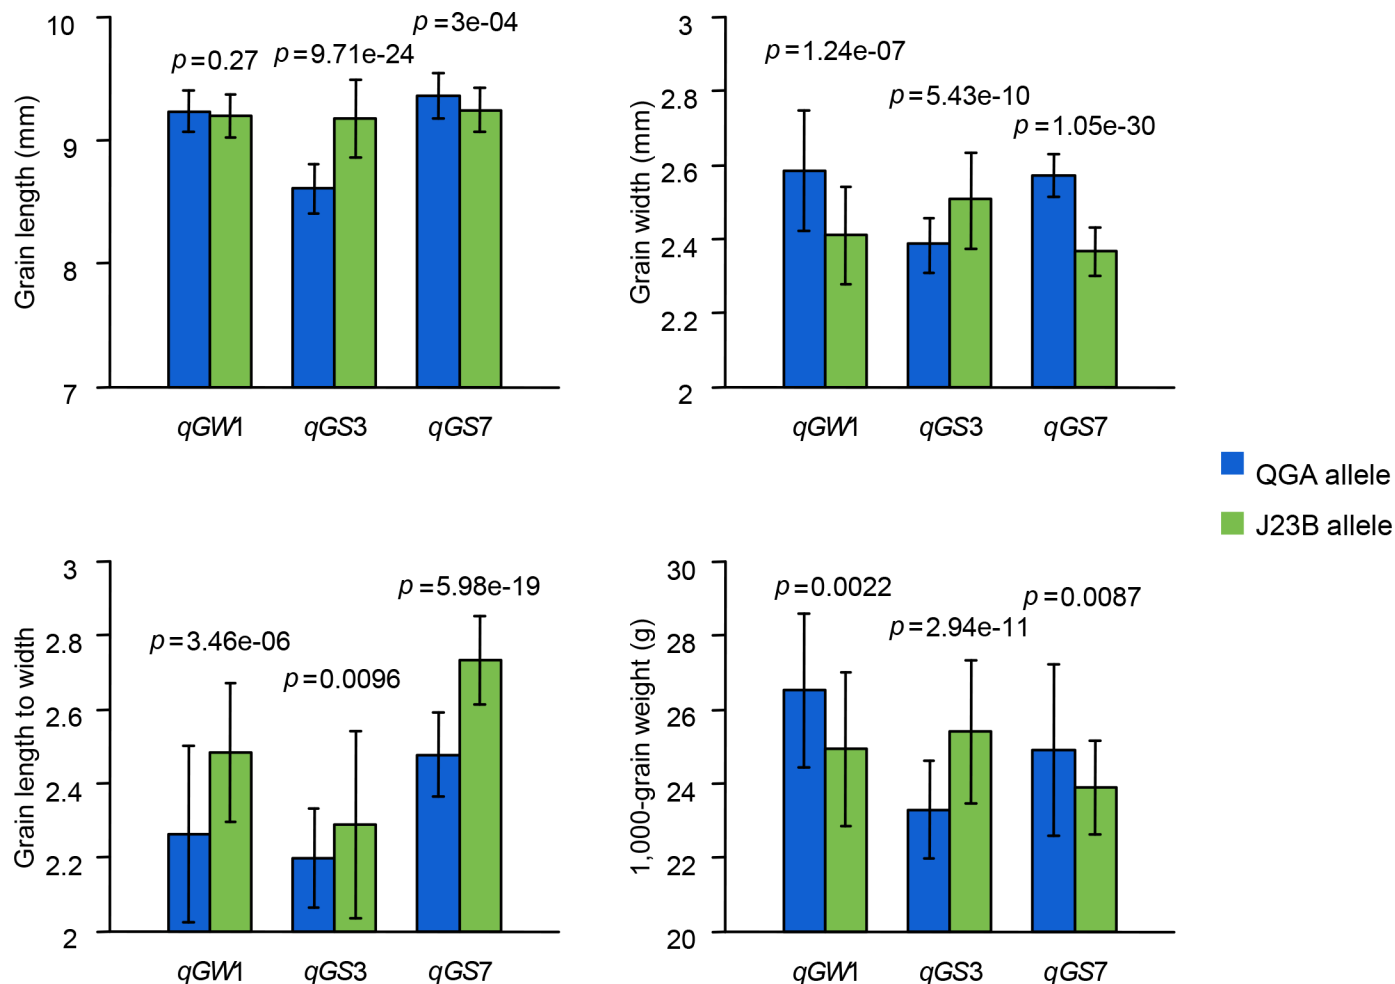 Grain length (mm)
10
9
8
7
p=0.27
p=9.71e-24
p=3e-04
qGW1
qGS3
qGS7
Grain width (mm)
3
2.8
2.6
2.4
2.2
2
p=1.24e-07
p=5.43e-10
p=1.05e-30
qGW1
qGS3
qGS7
QGA allele
J23B allele
Grain length to width
3
2.8
2.6
2.4
2.2
2
p=3.46e-06
p=0.0096
p=5.98e-19
qGW1
qGS3
qGS7
1,000-grain weight (g)
30
28
26
24
22
20
p=0.0022
p=2.94e-11
p=0.0087
qGW1
qGS3
qGS7